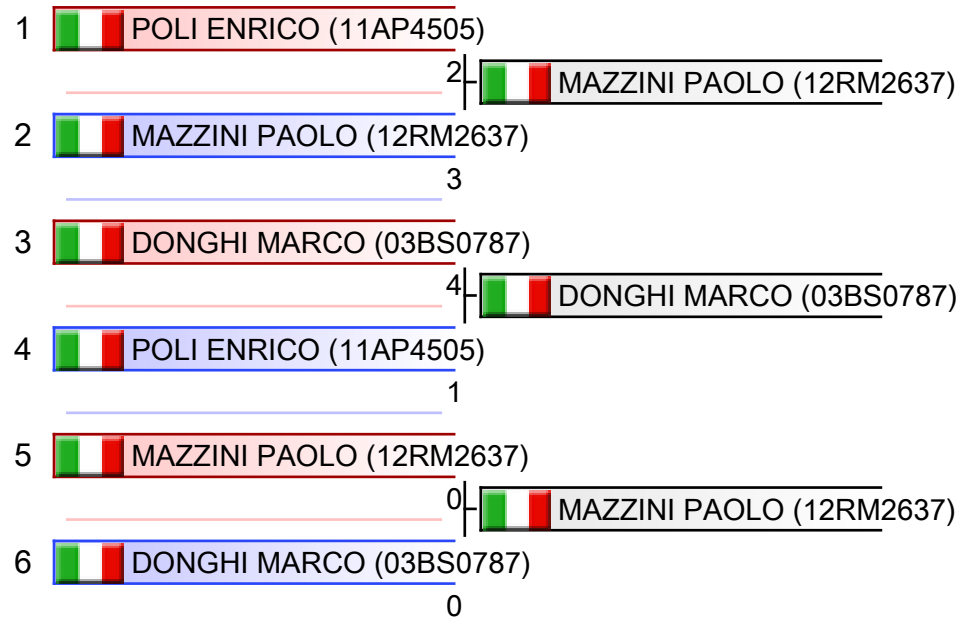 1 POLI ENRICO (11AP4505)
2 MAZZINI PAOLO (12RM2637)
2 MAZZINI PAOLO (12RM2637)
3
3 DONGHI MARCO (03BS0787)
4 DONGHI MARCO (03BS0787)
4 POLI ENRICO (11AP4505)
1
5 MAZZINI PAOLO (12RM2637)
0 MAZZINI PAOLO (12RM2637)
6 DONGHI MARCO (03BS0787)
0